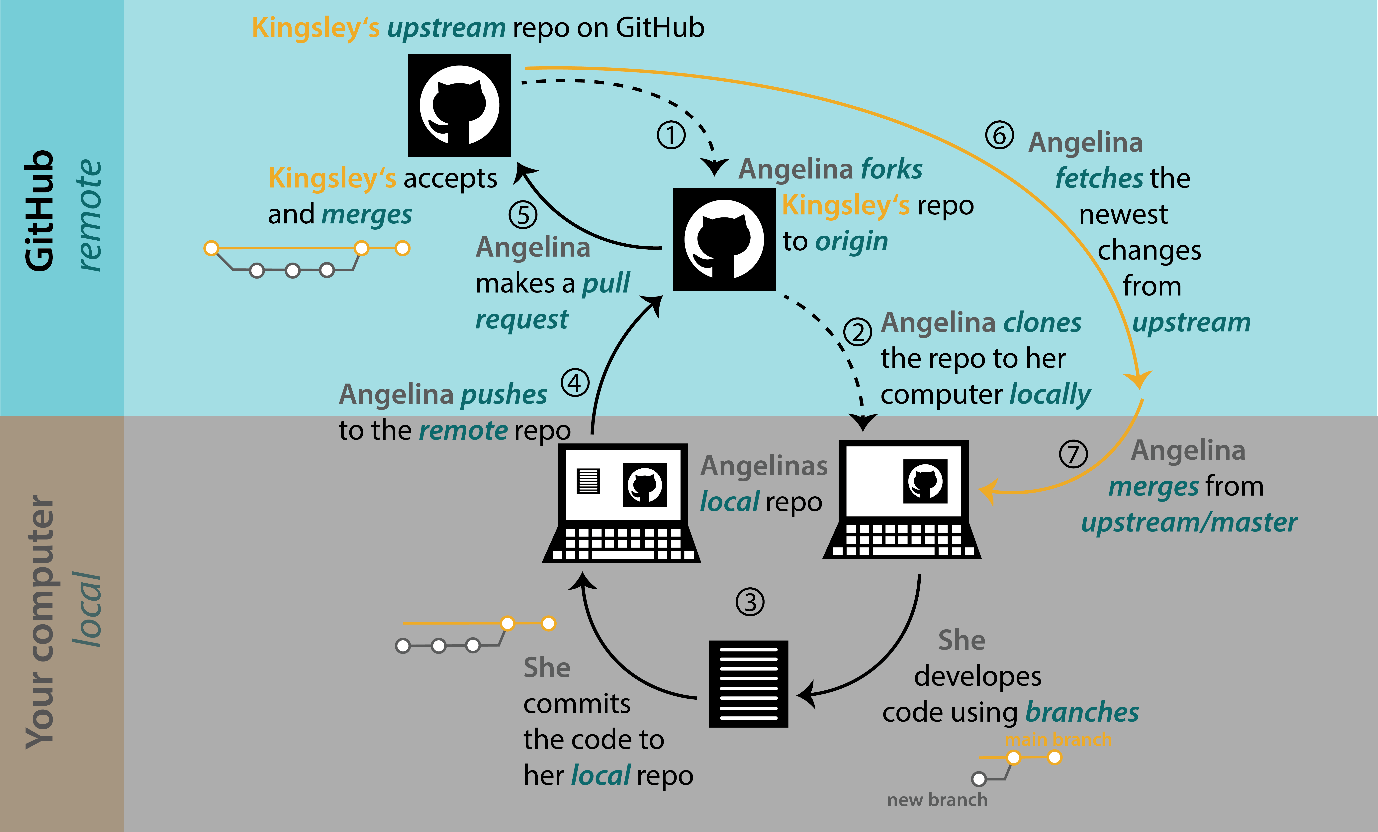 Kingsley's upstream repo on GitHub
GitHub
remote
①
Angelina forks
Kingsley's repo
to origin
⑥
Angelina
fetches the
newest
changes
from
upstream
Kingsley's accepts
and merges
⑤
Angelina
makes a pull
request
②
Angelina clones
the repo to her
computer locally
④
Angelina pushes
to the remote repo
Your computer
local
Angelinas
local repo
⑦
Angelina
merges from
upstream/master
③
She
developes
code using branches
main branch
new branch
She
commits
the code to
her local repo